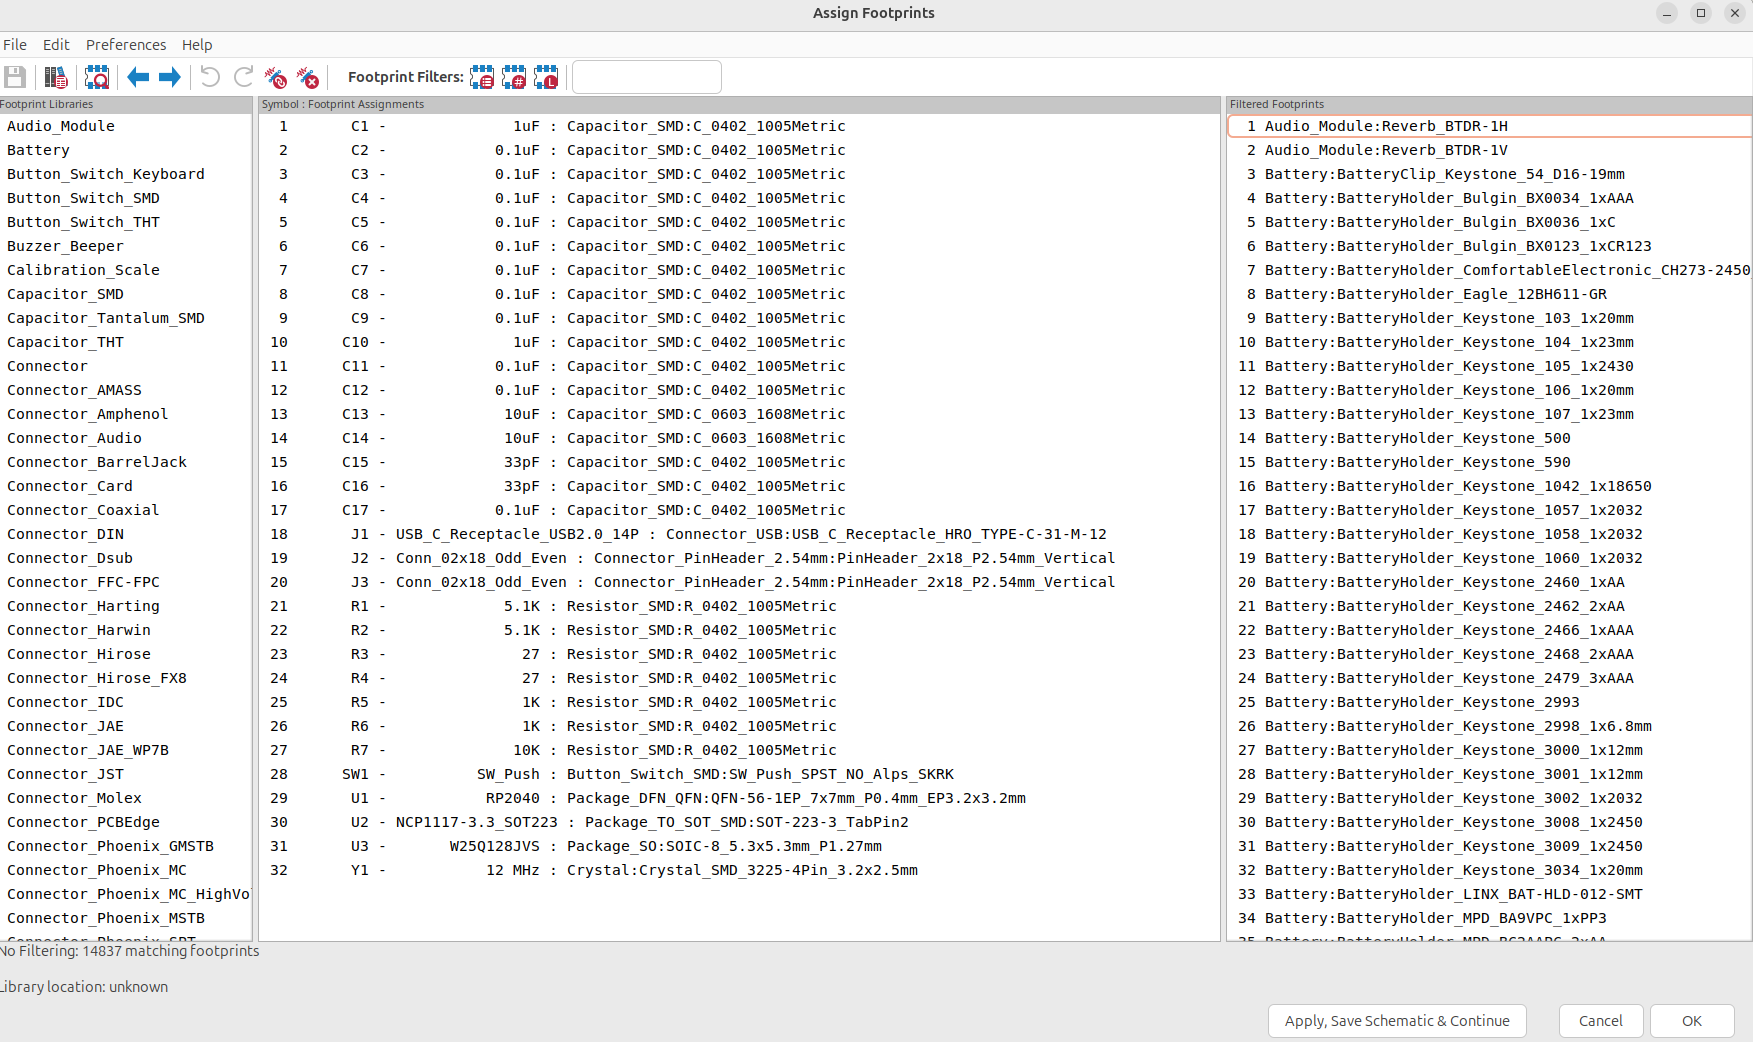 Assign Footprints
File Edit Preferences Help
Footprint Filters:
Footprint Libraries
Audio_Module
Battery
Button_Switch_Keyboard
Button_Switch_SMD
Button_Switch_THT
Buzzer_Beeper
Calibration_Scale
Capacitor_SMD
Capacitor_Tantalum_SMD
Capacitor_THT
Connector
Connector_AMASS
Connector_Amphenol
Connector_Audio
Connector_BarrelJack
Connector_Card
Connector_Coaxial
Connector_DIN
Connector_Dsub
Connector_FFC-FPC
Connector_Harting
Connector_Harwin
Connector_Hirose
Connector_Hirose_FX8
Connector_IDC
Connector_JAE
Connector_JAE_WP7B
Connector_JST
Connector_Molex
Connector_PCBEdge
Connector_Phoenix_GMSTB
Connector_Phoenix_MC
Connector_Phoenix_MC_HighVo
Connector_Phoenix_MSTB
Connector_Phoenix_SPT
Symbol : Footprint Assignments
1 C1 - 1uF : Capacitor_SMD:C_0402_1005Metric
2 C2 - 0.1uF : Capacitor_SMD:C_0402_1005Metric
3 C3 - 0.1uF : Capacitor_SMD:C_0402_1005Metric
4 C4 - 0.1uF : Capacitor_SMD:C_0402_1005Metric
5 C5 - 0.1uF : Capacitor_SMD:C_0402_1005Metric
6 C6 - 0.1uF : Capacitor_SMD:C_0402_1005Metric
7 C7 - 0.1uF : Capacitor_SMD:C_0402_1005Metric
8 C8 - 0.1uF : Capacitor_SMD:C_0402_1005Metric
9 C9 - 0.1uF : Capacitor_SMD:C_0402_1005Metric
10 C10 - 1uF : Capacitor_SMD:C_0402_1005Metric
11 C11 - 0.1uF : Capacitor_SMD:C_0402_1005Metric
12 C12 - 0.1uF : Capacitor_SMD:C_0402_1005Metric
13 C13 - 10uF : Capacitor_SMD:C_0603_1608Metric
14 C14 - 10uF : Capacitor_SMD:C_0603_1608Metric
15 C15 - 33pF : Capacitor_SMD:C_0402_1005Metric
16 C16 - 33pF : Capacitor_SMD:C_0402_1005Metric
17 C17 - 0.1uF : Capacitor_SMD:C_0402_1005Metric
18 J1 - USB_C_Receptacle_USB2.0_14P : Connector_USB:USB_C_Receptacle_HRO_TYPE-C-31-M-12
19 J2 - Conn_02x18_Odd_Even : Connector_PinHeader_2.54mm:PinHeader_2x18_P2.54mm_Vertical
20 J3 - Conn_02x18_Odd_Even : Connector_PinHeader_2.54mm:PinHeader_2x18_P2.54mm_Vertical
21 R1 - 5.1K : Resistor_SMD:R_0402_1005Metric
22 R2 - 5.1K : Resistor_SMD:R_0402_1005Metric
23 R3 - 27 : Resistor_SMD:R_0402_1005Metric
24 R4 - 27 : Resistor_SMD:R_0402_1005Metric
25 R5 - 1K : Resistor_SMD:R_0402_1005Metric
26 R6 - 1K : Resistor_SMD:R_0402_1005Metric
27 R7 - 10K : Resistor_SMD:R_0402_1005Metric
28 SW1 - SW_Push : Button_Switch_SMD:SW_Push_SPST_NO_Alps_SKRK
29 U1 - RP2040 : Package_DFN_QFN:QFN-56-1EP_7x7mm_P0.4mm_EP3.2x3.2mm
30 U2 - NCP1117-3.3_SOT223 : Package_TO_SOT_SMD:SOT-223-3_TabPin2
31 U3 - W25Q128JVS : Package_SO:SOIC-8_5.3x5.3mm_P1.27mm
32 Y1 - 12 MHz : Crystal:Crystal_SMD_3225-4Pin_3.2x2.5mm
Filtered Footprints
1 Audio_Module:Reverb_BTDR-1H
2 Audio_Module:Reverb_BTDR-1V
3 Battery:BatteryClip_Keystone_54_D16-19mm
4 Battery:BatteryHolder_Bulgin_BX0034_1xAAA
5 Battery:BatteryHolder_Bulgin_BX0036_1xC
6 Battery:BatteryHolder_Bulgin_BX0123_1xCR123
7 Battery:BatteryHolder_ComfortableElectronic_CH273-2450_
8 Battery:BatteryHolder_Eagle_12BH611-GR
9 Battery:BatteryHolder_Keystone_103_1x20mm
10 Battery:BatteryHolder_Keystone_104_1x23mm
11 Battery:BatteryHolder_Keystone_105_1x2430
12 Battery:BatteryHolder_Keystone_106_1x20mm
13 Battery:BatteryHolder_Keystone_107_1x23mm
14 Battery:BatteryHolder_Keystone_500
15 Battery:BatteryHolder_Keystone_590
16 Battery:BatteryHolder_Keystone_1042_1x18650
17 Battery:BatteryHolder_Keystone_1057_1x2032
18 Battery:BatteryHolder_Keystone_1058_1x2032
19 Battery:BatteryHolder_Keystone_1060_1x2032
20 Battery:BatteryHolder_Keystone_2460_1xAA
21 Battery:BatteryHolder_Keystone_2462_2xAA
22 Battery:BatteryHolder_Keystone_2466_1xAAA
23 Battery:BatteryHolder_Keystone_2468_2xAAA
24 Battery:BatteryHolder_Keystone_2479_3xAAA
25 Battery:BatteryHolder_Keystone_2993
26 Battery:BatteryHolder_Keystone_2998_1x6.8mm
27 Battery:BatteryHolder_Keystone_3000_1x12mm
28 Battery:BatteryHolder_Keystone_3001_1x12mm
29 Battery:BatteryHolder_Keystone_3002_1x2032
30 Battery:BatteryHolder_Keystone_3008_1x2450
31 Battery:BatteryHolder_Keystone_3009_1x2450
32 Battery:BatteryHolder_Keystone_3034_1x20mm
33 Battery:BatteryHolder_LINX_BAT-HLD-012-SMT
34 Battery:BatteryHolder_MPD_BA9VPC_1xPP3
35 Battery:BatteryHolder_MPD_BC2AAPC_2xAA
No Filtering: 14837 matching footprints
Library location: unknown
Apply, Save Schematic & Continue
Cancel
OK